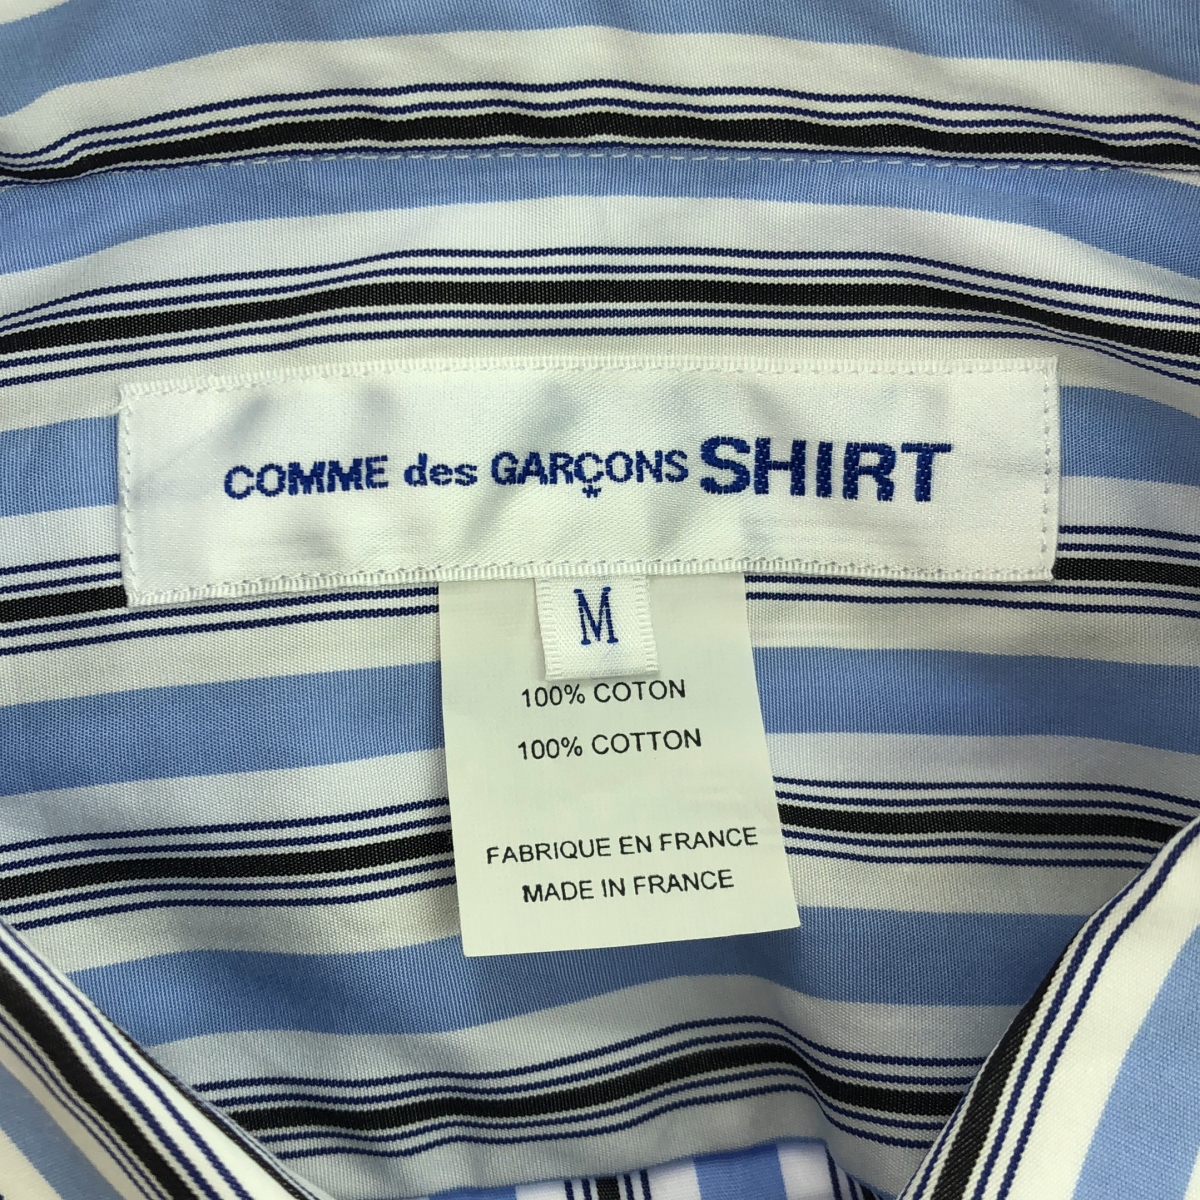 COMME des GARÇONS SHIRT
M
100% COTON
100% COTTON
FABRIQUE EN FRANCE
MADE IN FRANCE